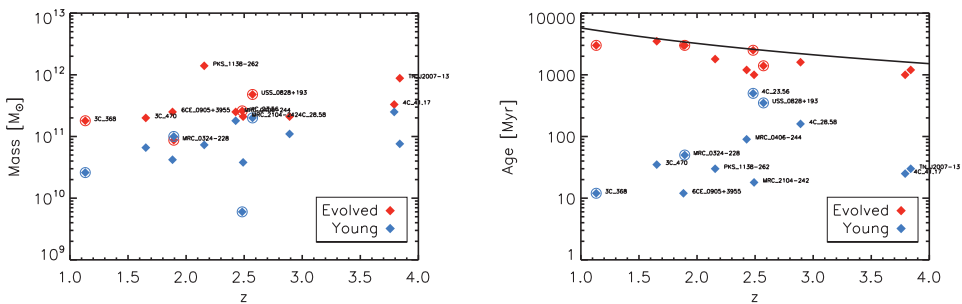 10^13
10^12
10^11
10^10
10^9
Mass [M⊙]
PKS_1138-262
USS_0828+193
TN_J2007-13
3C_368
3C_470
6CE_0905+3955
4C_41.17
MRC_2104-242
4C_28.58
MRC_0324-228
Evolved
Young
1.0 1.5 2.0 2.5 3.0 3.5 4.0
z
10000
1000
100
10
1
Age [Myr]
4C_23.56
USS_0828+193
4C_28.58
MRC_0406-244
MRC_0324-228
3C_470
PKS_1138-262
TN_J2007-13
4C_41.17
MRC_2104-242
3C_368
6CE_0905+3955
Evolved
Young
1.0 1.5 2.0 2.5 3.0 3.5 4.0
z